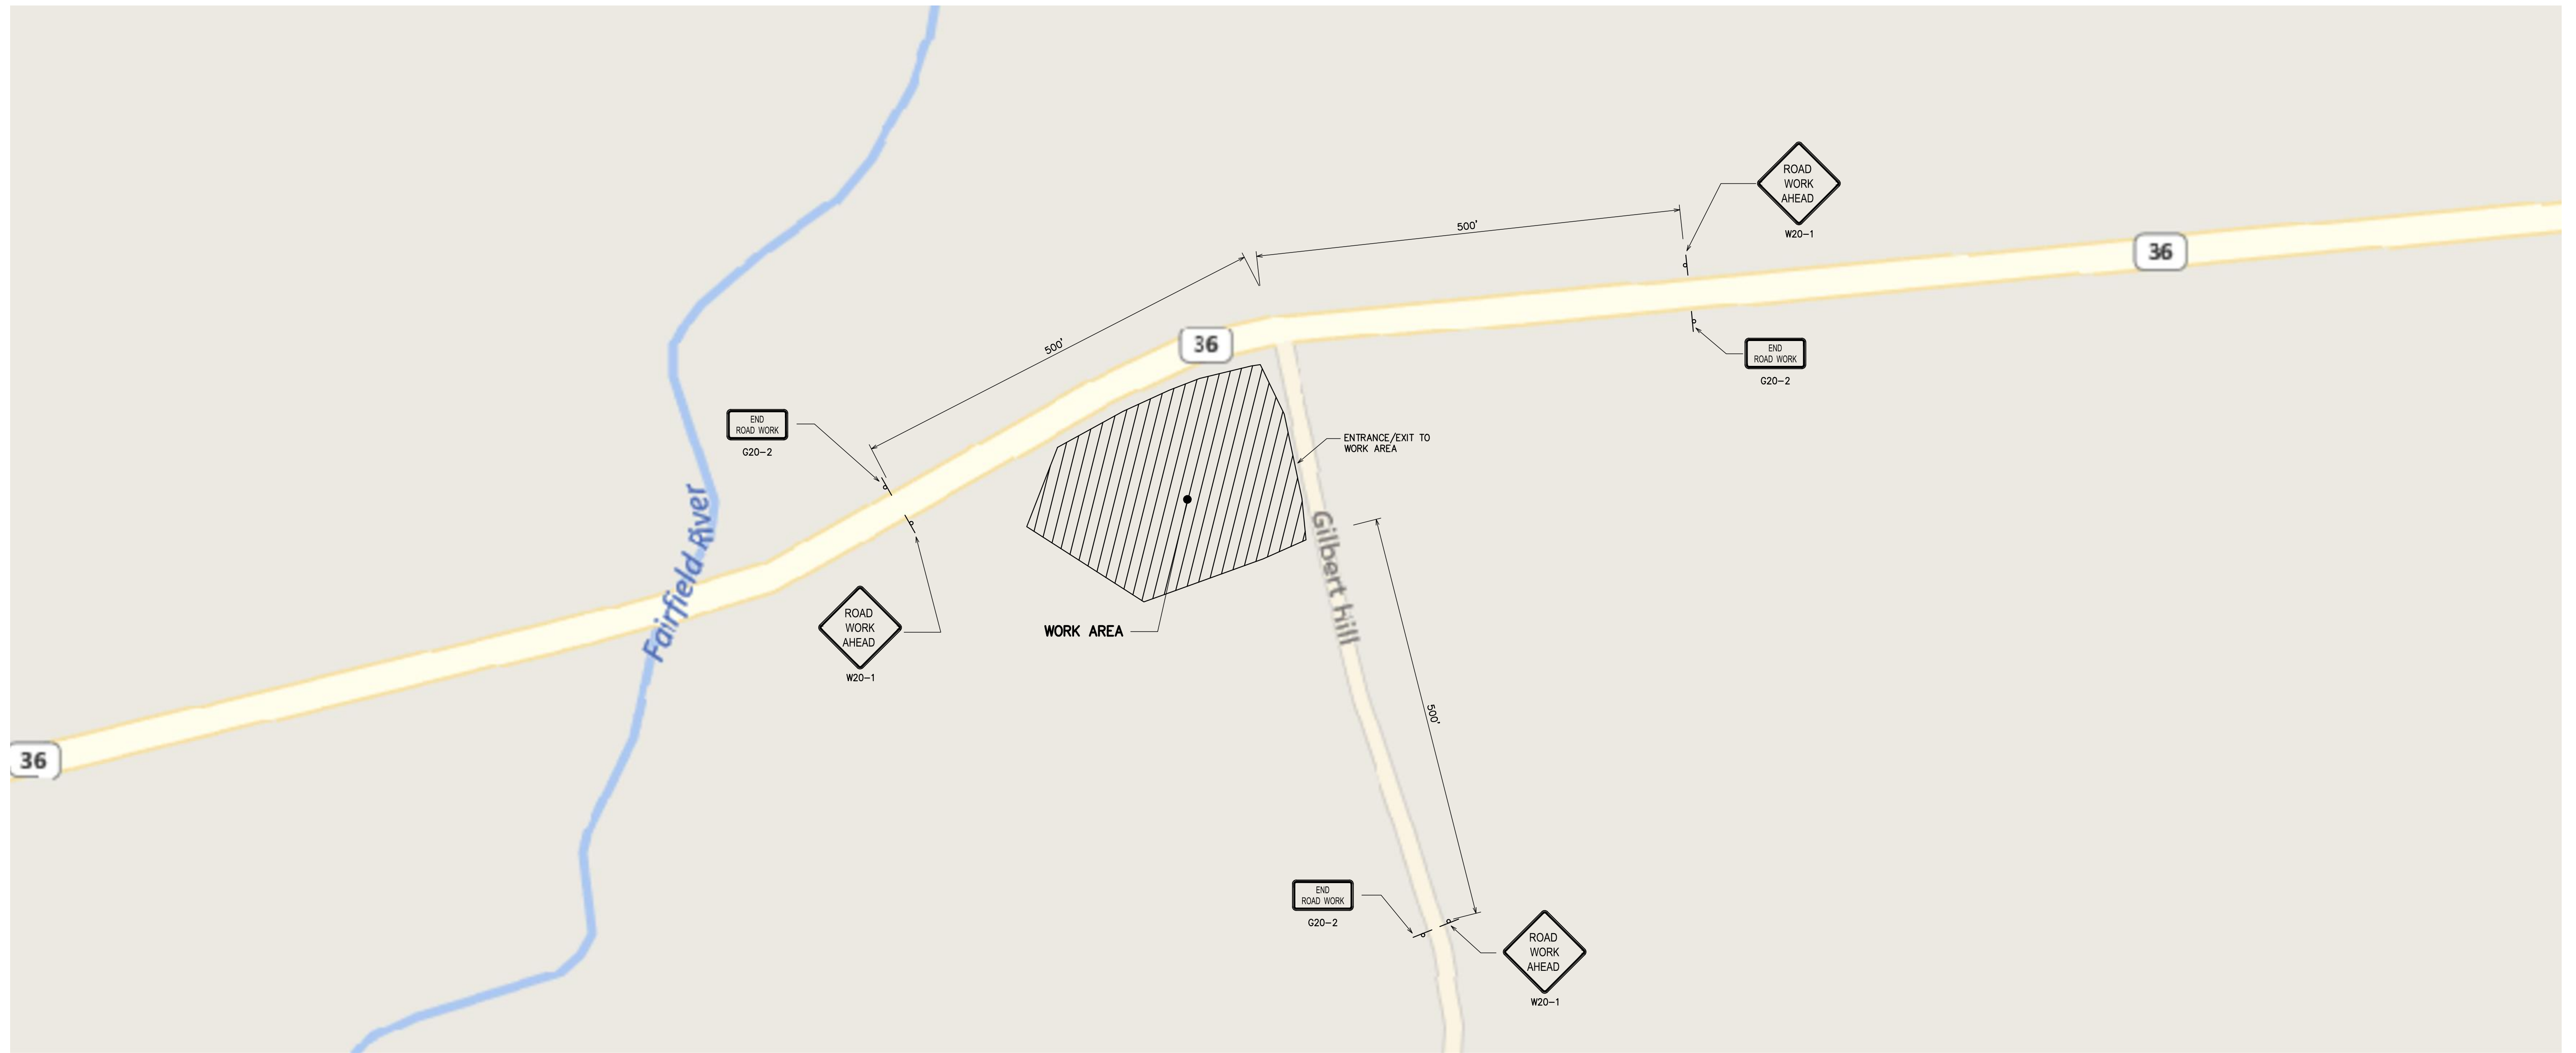 ROAD
WORK
AHEAD
W20-1
500'
36
500'
36
END
ROAD WORK
G20-2
END
ROAD WORK
G20-2
ENTRANCE/EXIT TO
WORK AREA
Fairfield River
Gilbert Hill
ROAD
WORK
AHEAD
W20-1
WORK AREA
500'
36
END
ROAD WORK
G20-2
ROAD
WORK
AHEAD
W20-1